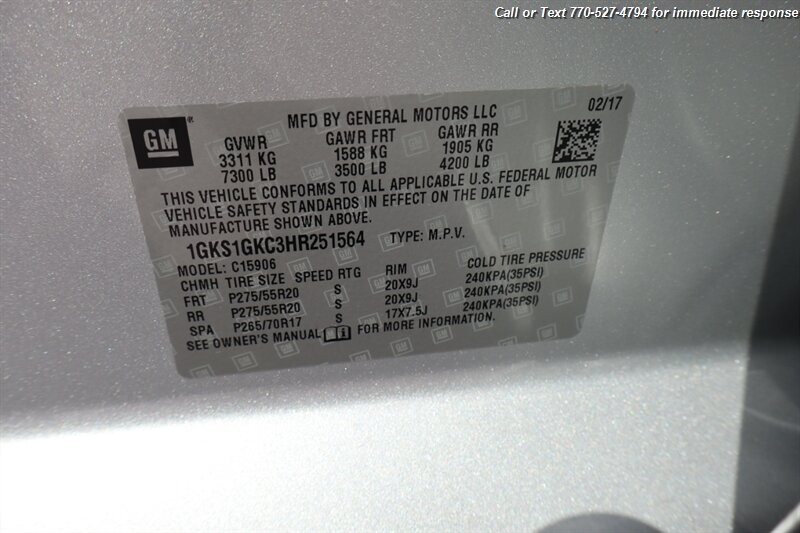 Call or Text 770-527-4794 for immediate response
GM ®
MFD BY GENERAL MOTORS LLC 02/17
GVWR GAWR FRT GAWR RR
3311 KG 1588 KG 1905 KG
7300 LB 3500 LB 4200 LB
THIS VEHICLE CONFORMS TO ALL APPLICABLE U.S. FEDERAL MOTOR
VEHICLE SAFETY STANDARDS IN EFFECT ON THE DATE OF
MANUFACTURE SHOWN ABOVE.
1GKS1GKC3HR251564 TYPE: M.P.V.
MODEL: C15906
CHMH TIRE SIZE SPEED RTG RIM COLD TIRE PRESSURE
FRT P275/55R20 S 20X9J 240KPA(35PSI)
RR P275/55R20 S 20X9J 240KPA(35PSI)
SPA P265/70R17 S 17X7.5J 240KPA(35PSI)
SEE OWNER'S MANUAL FOR MORE INFORMATION.